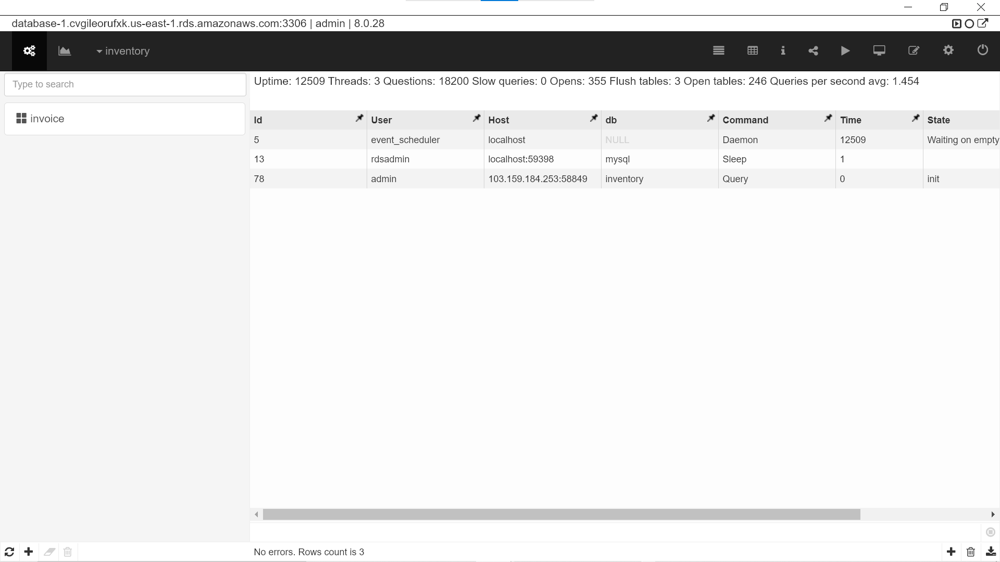 database-1.cvgileorufxk.us-east-1.rds.amazonaws.com:3306 | admin | 8.0.28
inventory
Type to search
invoice
Uptime: 12509 Threads: 3 Questions: 18200 Slow queries: 0 Opens: 355 Flush tables: 3 Open tables: 246 Queries per second avg: 1.454
Id User Host db Command Time State
5 event_scheduler localhost NULL Daemon 12509 Waiting on empty
13 rdsadmin localhost:59398 mysql Sleep 1
78 admin 103.159.184.253:58849 inventory Query 0 init
No errors. Rows count is 3